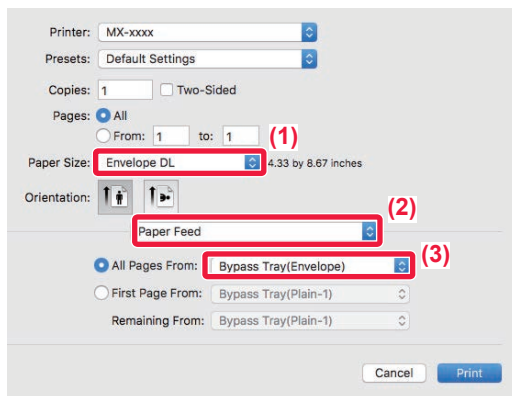 Printer: MX-xxxx
Presets: Default Settings
Copies: 1 Two-Sided
Pages: All
From: 1 to: 1 (1)
Paper Size: Envelope DL 4.33 by 8.67 inches
Orientation:
(2)
Paper Feed
(3)
All Pages From: Bypass Tray(Envelope)
First Page From: Bypass Tray(Plain-1)
Remaining From: Bypass Tray(Plain-1)
Cancel Print